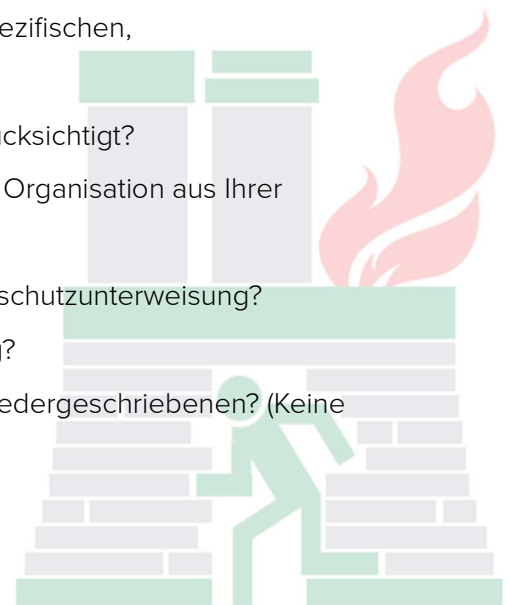 ezifischen,
cksichtigt?
Organisation aus Ihrer
schutzunterweisung?
g?
edergeschriebenen? (Keine